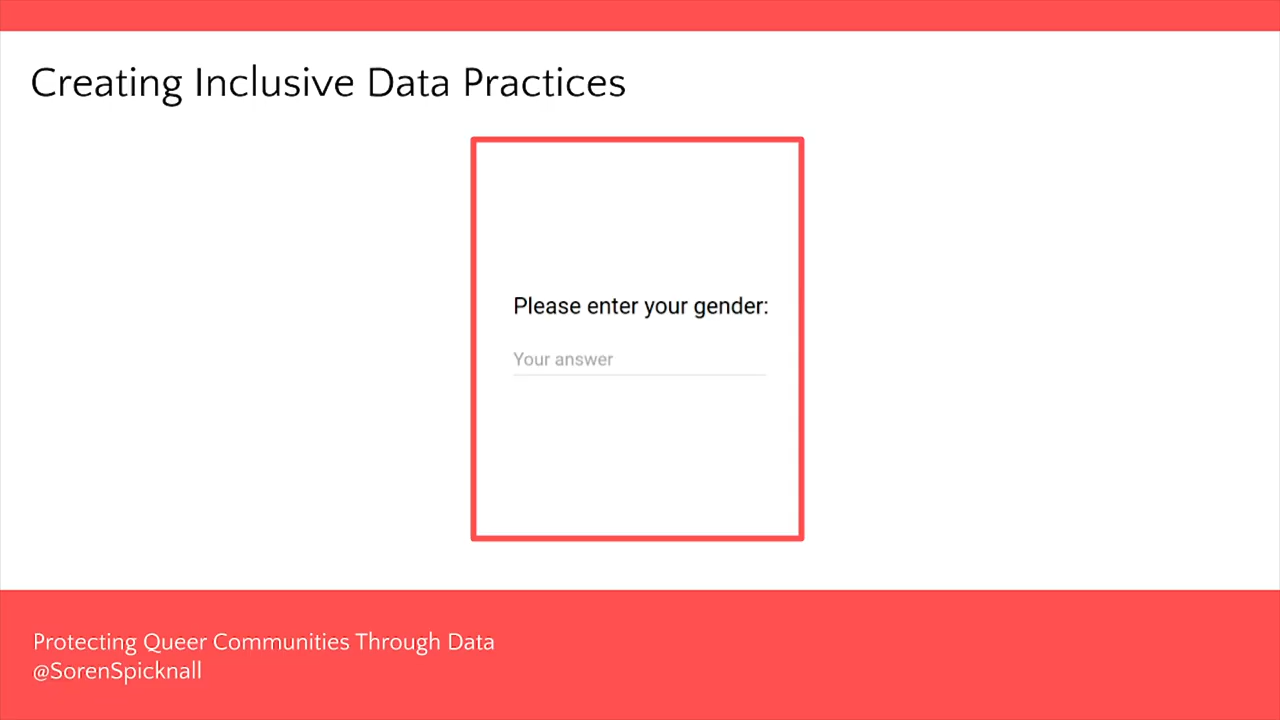 Creating Inclusive Data Practices
Please enter your gender:
Your answer
Protecting Queer Communities Through Data
@SorenSpicknall